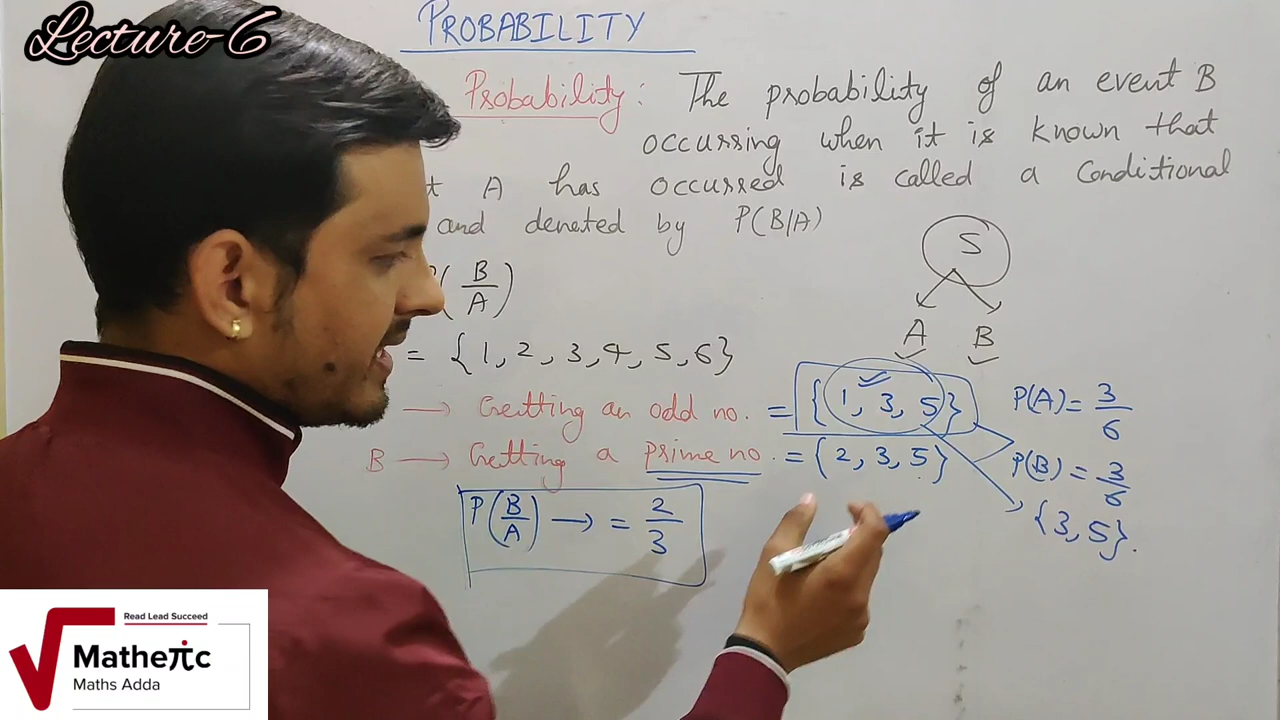 Lecture-6
PROBABILITY
Probability: The probability of an event B
occurring when it is known that
t A has occurred is called a Conditional
and denoted by P(B/A)
S
A B
P(B/A)
= {1, 2, 3, 4, 5, 6}
→ Getting an odd no. = {1, 3, 5} P(A) = 3/6
B → Getting a prime no. = {2, 3, 5} P(B) = 3/6
{3, 5}.
P(B/A) → = 2/3
Read Lead Succeed
Matheπc
Maths Adda